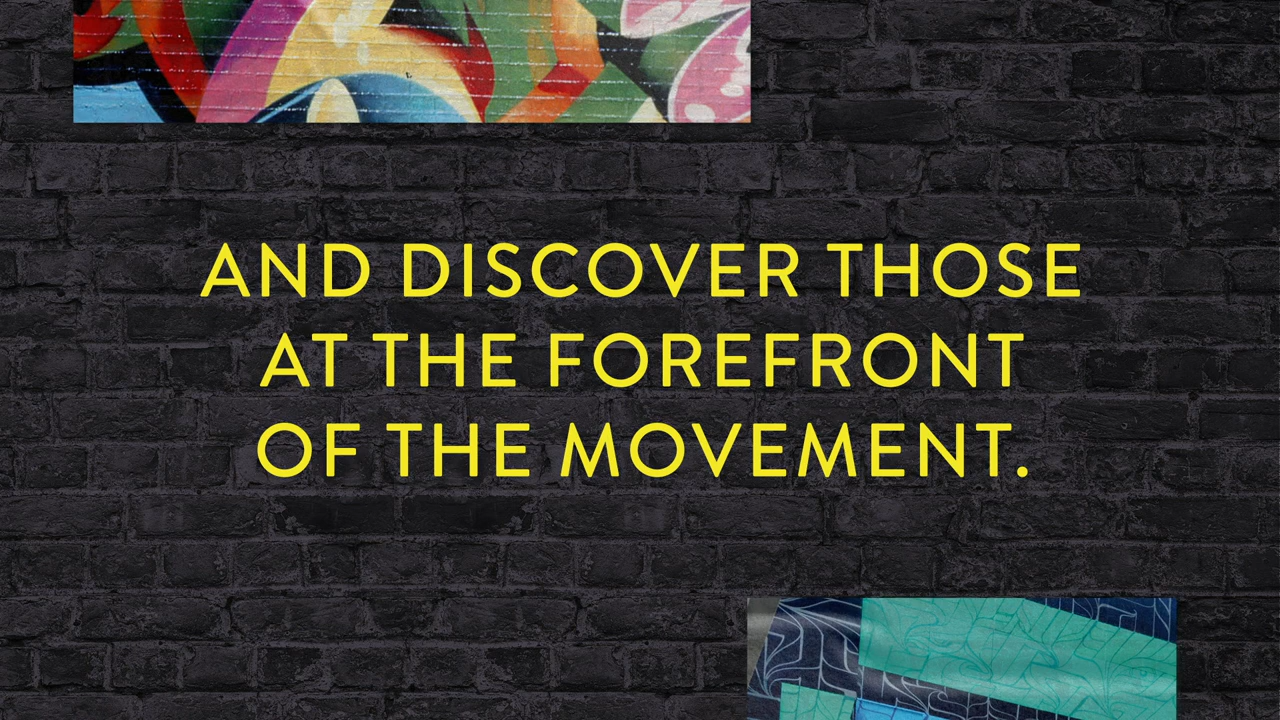 AND DISCOVER THOSE
AT THE FOREFRONT
OF THE MOVEMENT.